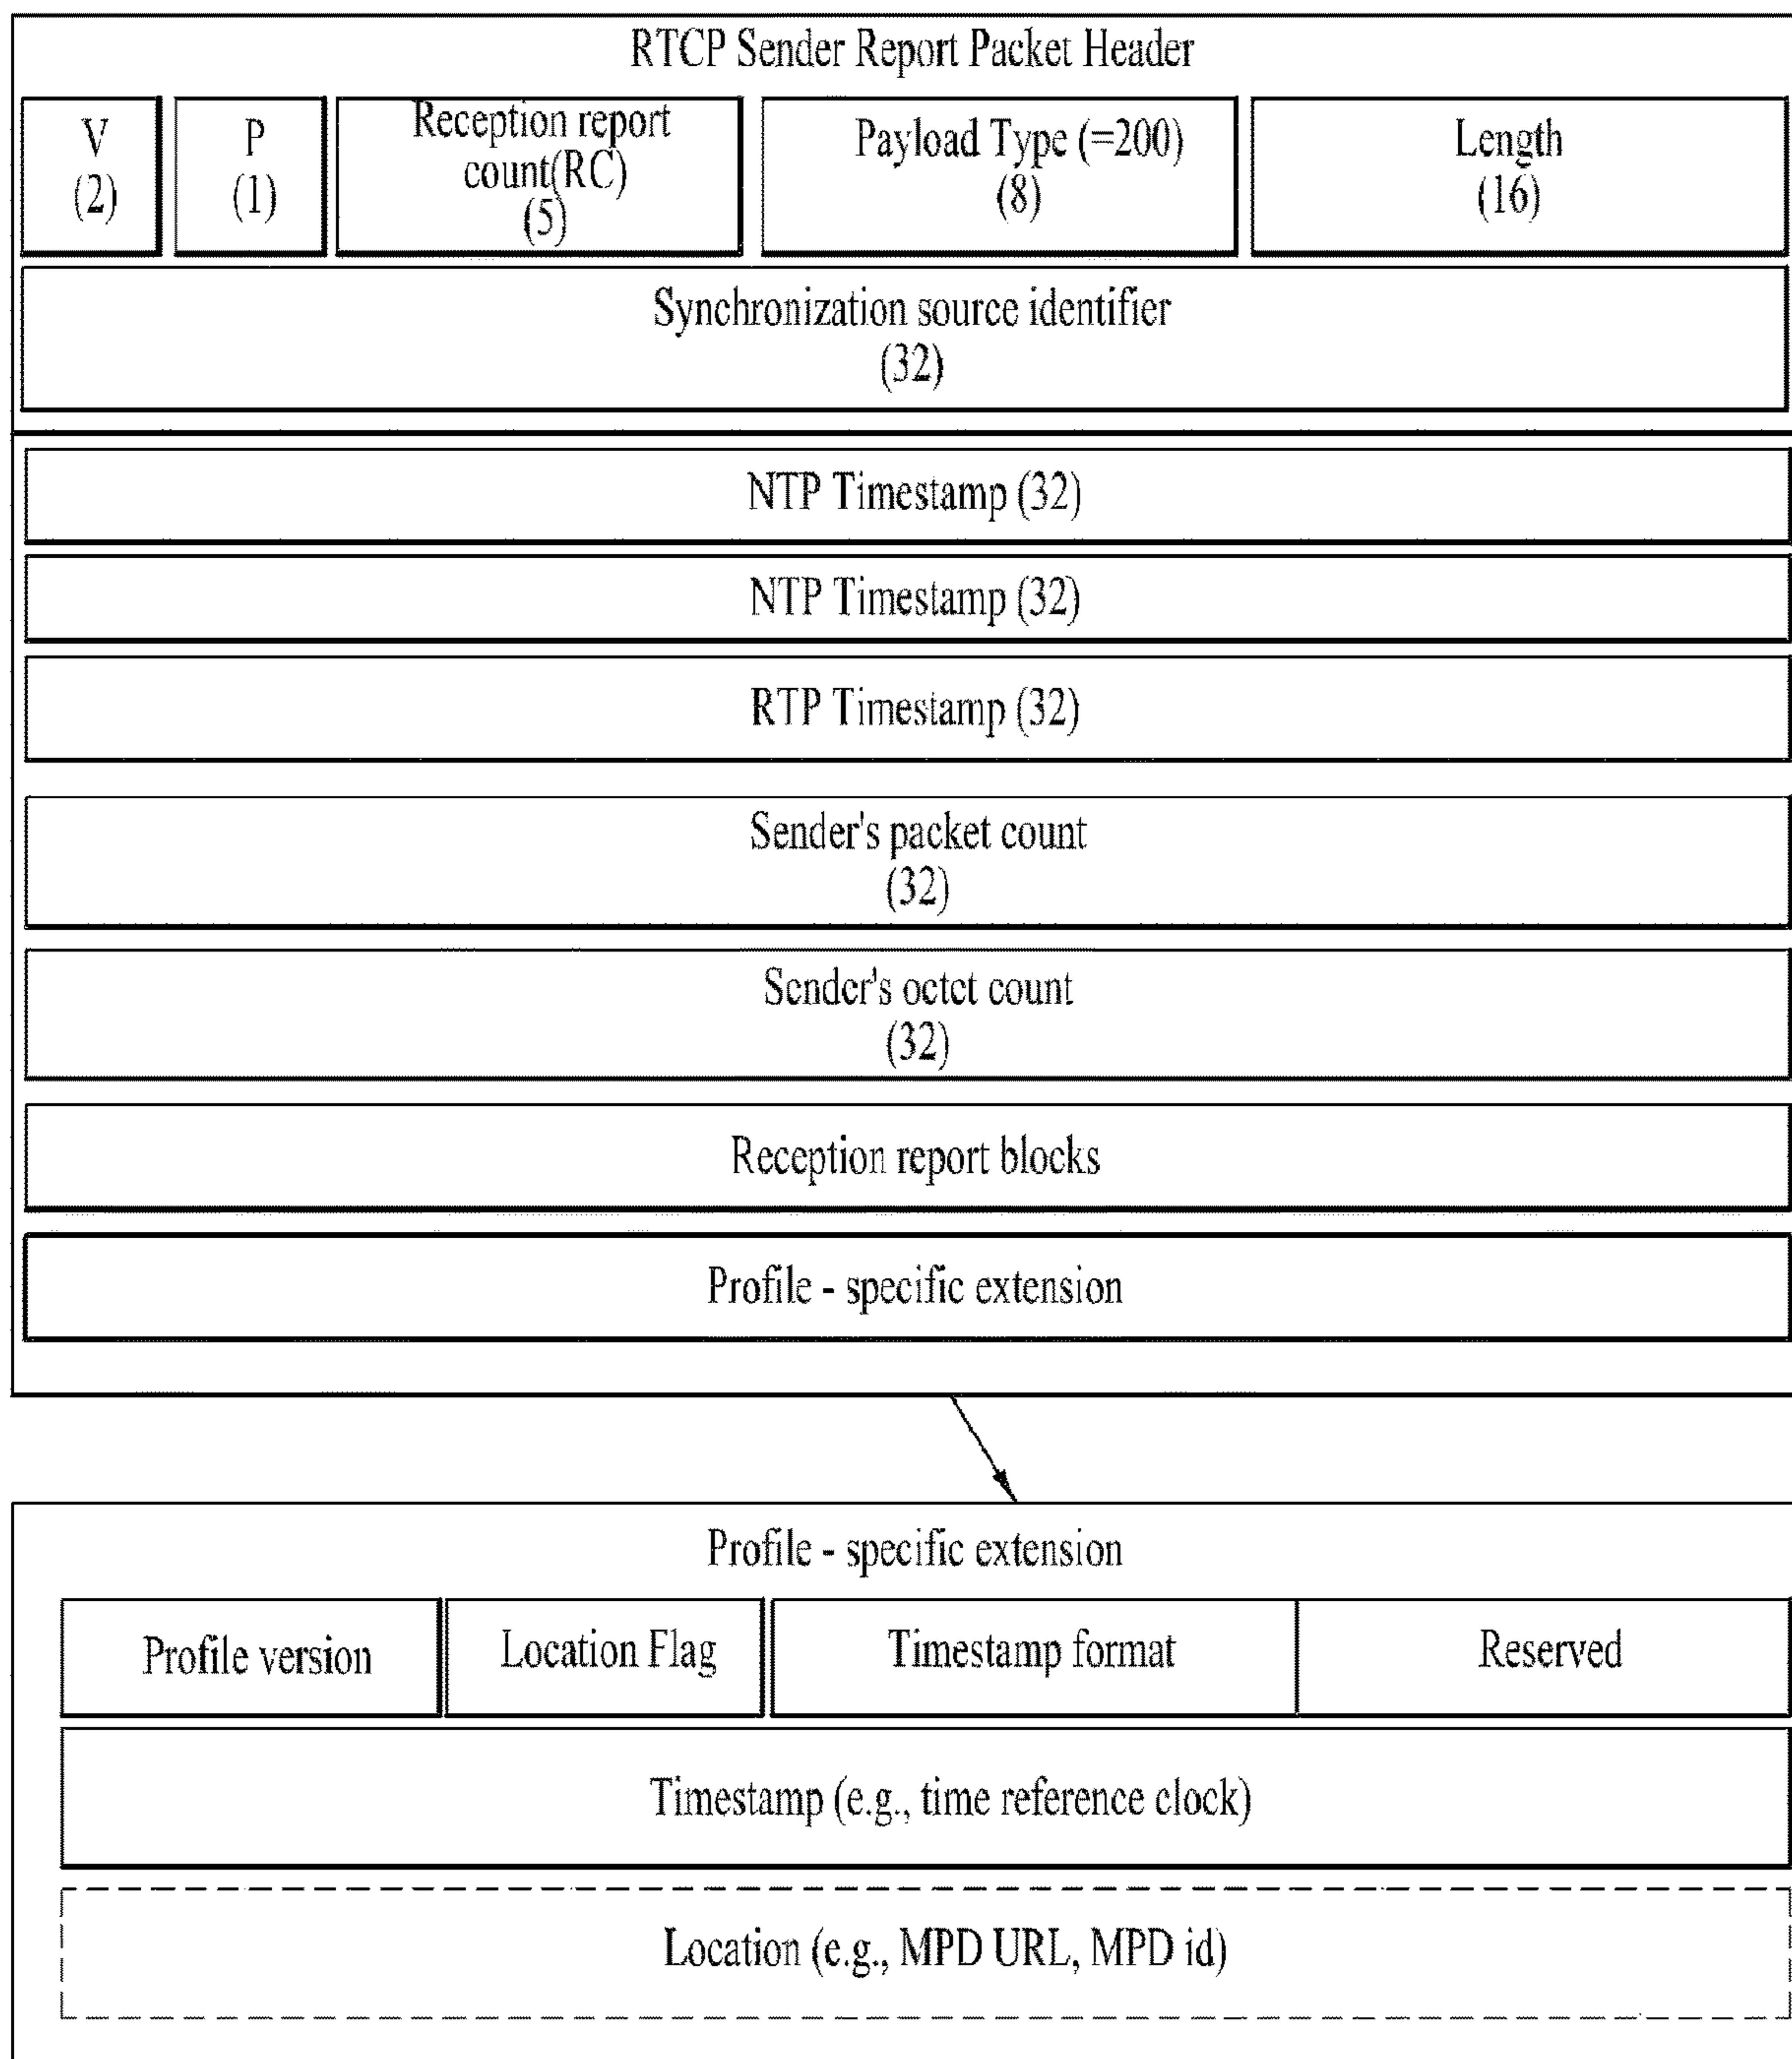 RTCP Sender Report Packet Header
V
(2)
P
(1)
Reception report
count(RC)
(5)
Payload Type (=200)
(8)
Length
(16)
Synchronization source identifier
(32)
NTP Timestamp (32)
NTP Timestamp (32)
RTP Timestamp (32)
Sender's packet count
(32)
Sender's octet count
(32)
Reception report blocks
Profile - specific extension
Profile - specific extension
Profile version
Location Flag
Timestamp format
Reserved
Timestamp (e.g., time reference clock)
Location (e.g., MPD URL, MPD id)